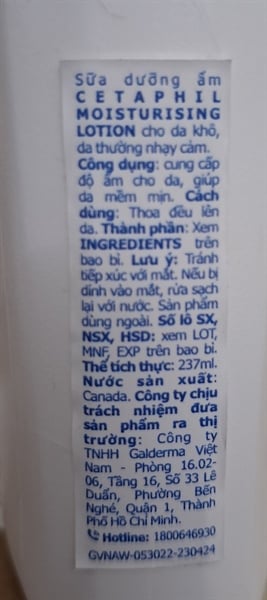 Sữa dưỡng ẩm
CETAPHIL
MOISTURISING
LOTION cho da khô,
da thường nhạy cảm.
Công dụng: cung cấp
độ ẩm cho da, giúp
da mềm mịn. Cách
dùng: Thoa đều lên
da. Thành phần: Xem
INGREDIENTS trên
bao bì. Lưu ý: Tránh
tiếp xúc với mắt. Nếu bị
dính vào mắt, rửa sạch
lại với nước. Sản phẩm
dùng ngoài. Số lô SX,
NSX, HSD: xem LOT,
MNF, EXP trên bao bì.
Thể tích thực: 237ml.
Nước sản xuất:
Canada. Công ty chịu
trách nhiệm đưa
sản phẩm ra thị
trường: Công ty
TNHH Galderma Việt
Nam - Phòng 16.02-
06, Tầng 16, Số 33 Lê
Duẩn, Phường Bến
Nghé, Quận 1, Thành
Phố Hồ Chí Minh.
Hotline: 1800646930
GVNAW-053022-230424